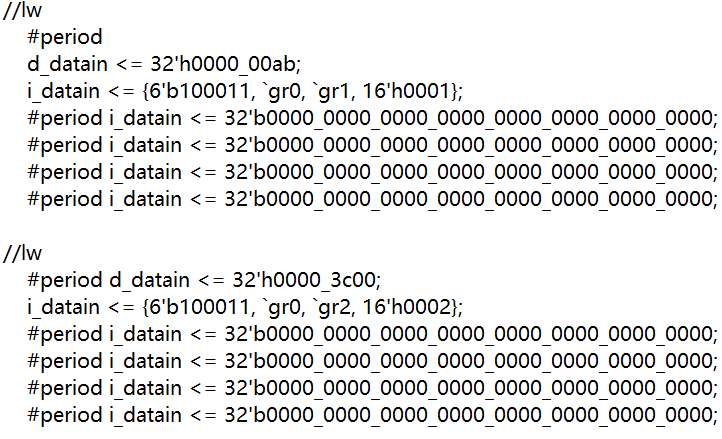 //lw
#period
d_datain <= 32'h0000_00ab;
i_datain <= {6'b100011, `gr0, `gr1, 16'h0001};
#period i_datain <= 32'b0000_0000_0000_0000_0000_0000_0000_0000;
#period i_datain <= 32'b0000_0000_0000_0000_0000_0000_0000_0000;
#period i_datain <= 32'b0000_0000_0000_0000_0000_0000_0000_0000;
#period i_datain <= 32'b0000_0000_0000_0000_0000_0000_0000_0000;
//lw
#period d_datain <= 32'h0000_3c00;
i_datain <= {6'b100011, `gr0, `gr2, 16'h0002};
#period i_datain <= 32'b0000_0000_0000_0000_0000_0000_0000_0000;
#period i_datain <= 32'b0000_0000_0000_0000_0000_0000_0000_0000;
#period i_datain <= 32'b0000_0000_0000_0000_0000_0000_0000_0000;
#period i_datain <= 32'b0000_0000_0000_0000_0000_0000_0000_0000;